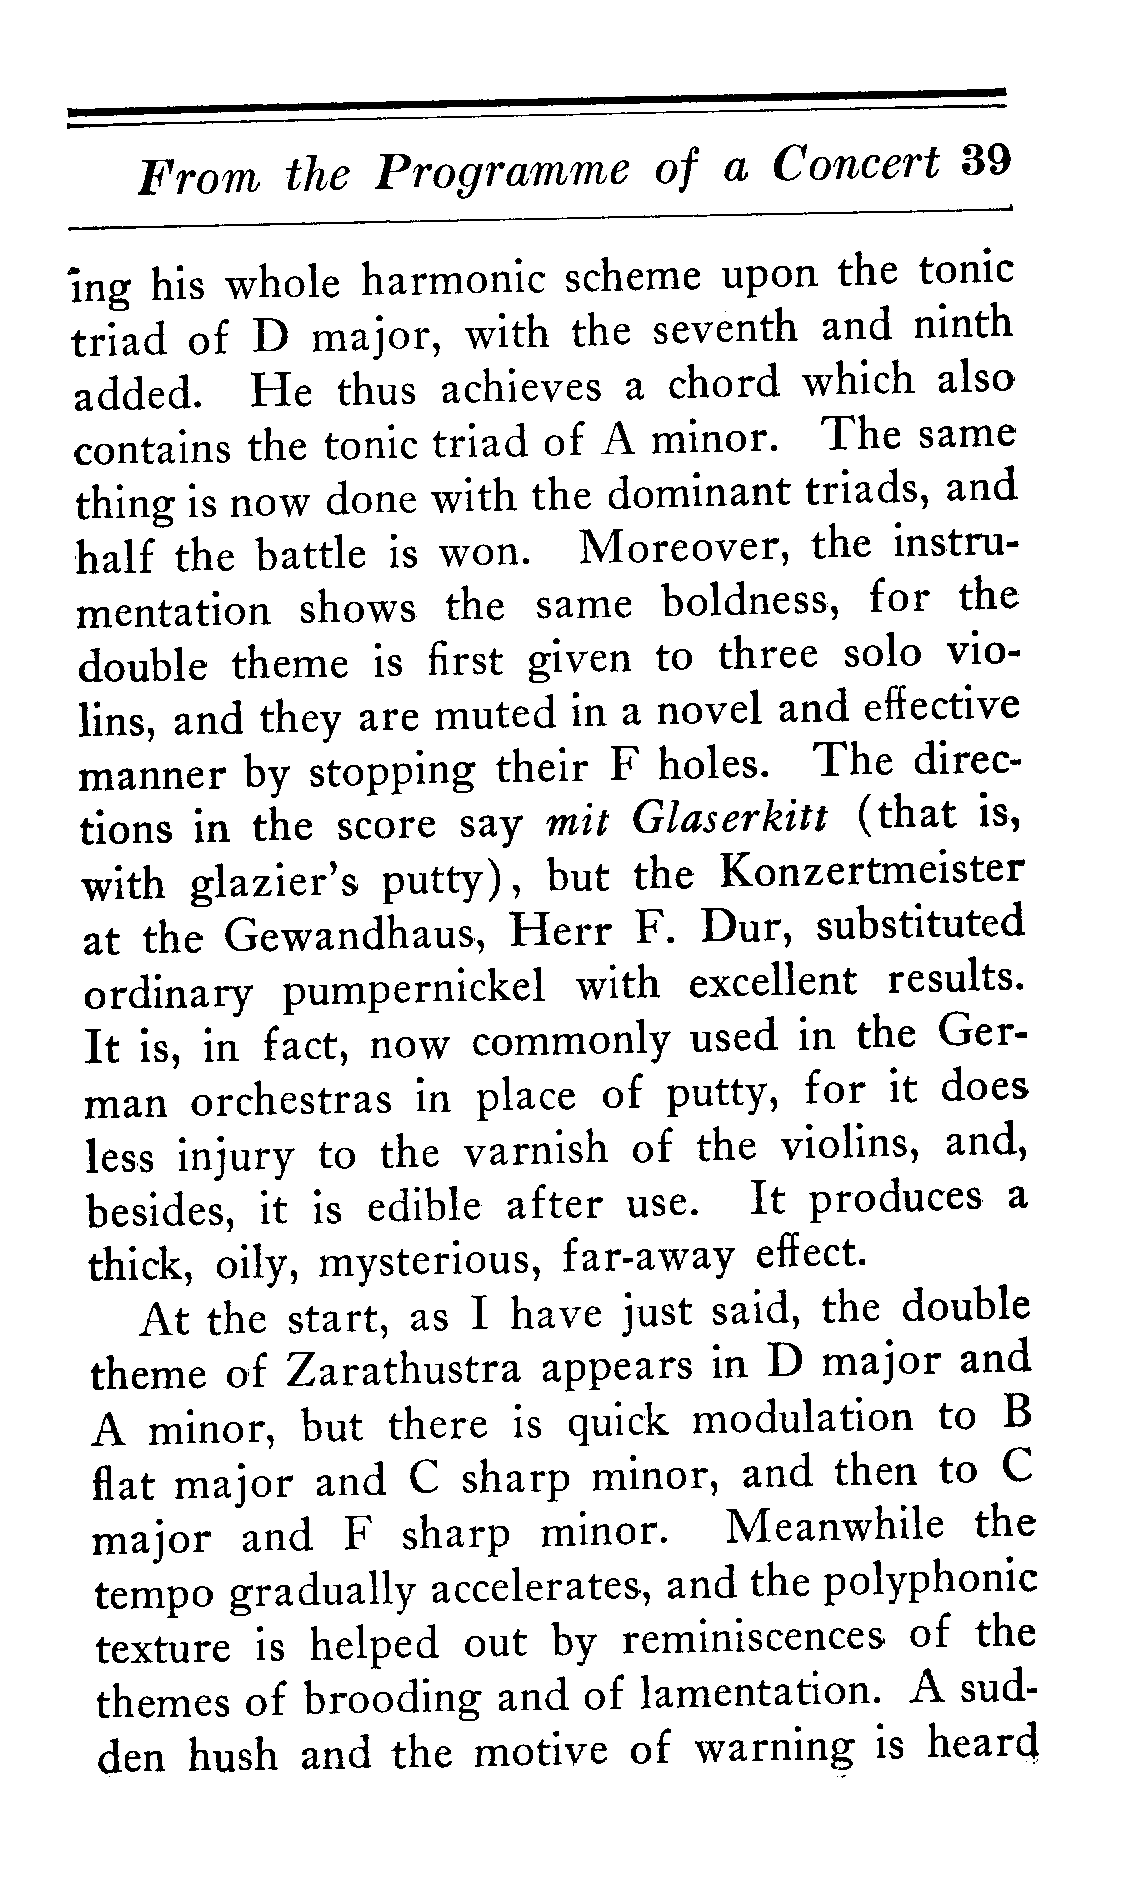 From the Programme of a Concert 39
ing his whole harmonic scheme upon the tonic
triad of D major, with the seventh and ninth
added. He thus achieves a chord which also
contains the tonic triad of A minor. The same
thing is now done with the dominant triads, and
half the battle is won. Moreover, the instru-
mentation shows the same boldness, for the
double theme is first given to three solo vio-
lins, and they are muted in a novel and effective
manner by stopping their F holes. The direc-
tions in the score say mit Glaserkitt (that is,
with glazier's putty), but the Konzertmeister
at the Gewandhaus, Herr F. Dur, substituted
ordinary pumpernickel with excellent results.
It is, in fact, now commonly used in the Ger-
man orchestras in place of putty, for it does
less injury to the varnish of the violins, and,
besides, it is edible after use. It produces a
thick, oily, mysterious, far-away effect.
At the start, as I have just said, the double
theme of Zarathustra appears in D major and
A minor, but there is quick modulation to B
flat major and C sharp minor, and then to C
major and F sharp minor. Meanwhile the
tempo gradually accelerates, and the polyphonic
texture is helped out by reminiscences of the
themes of brooding and of lamentation. A sud-
den hush and the motive of warning is heard